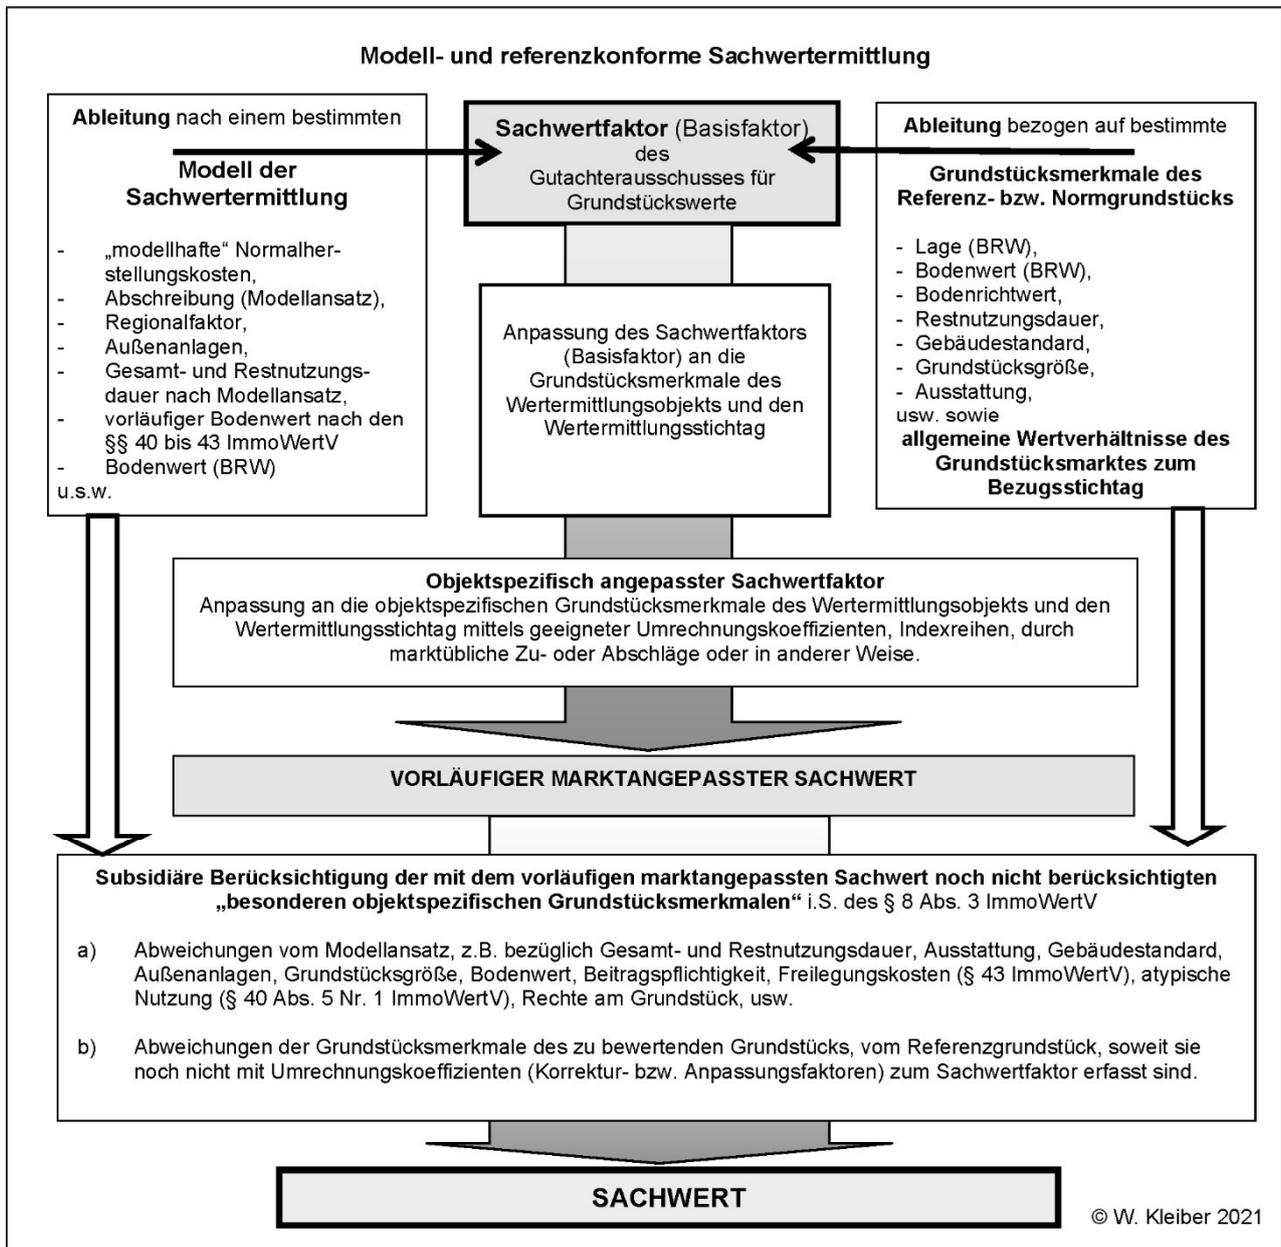 Modell- und referenzkonforme Sachwertermittlung
Ableitung nach einem bestimmten
Modell der
Sachwertermittlung
- „modellhafte“ Normalher-
stellungskosten,
- Abschreibung (Modellansatz),
- Regionalfaktor,
- Außenanlagen,
- Gesamt- und Restnutzungs-
dauer nach Modellansatz,
- vorläufiger Bodenwert nach den
§§ 40 bis 43 ImmoWertV
- Bodenwert (BRW)
u.s.w.
Sachwertfaktor (Basisfaktor)
des
Gutachterausschusses für
Grundstückswerte
Anpassung des Sachwertfaktors
(Basisfaktor) an die
Grundstücksmerkmale des
Wertermittlungsobjekts und den
Wertermittlungsstichtag
Ableitung bezogen auf bestimmte
Grundstücksmerkmale des
Referenz- bzw. Normgrundstücks
- Lage (BRW),
- Bodenwert (BRW),
- Bodenrichtwert,
- Restnutzungsdauer,
- Gebäudestandard,
- Grundstücksgröße,
- Ausstattung,
usw. sowie
allgemeine Wertverhältnisse des
Grundstücksmarktes zum
Bezugsstichtag
Objektspezifisch angepasster Sachwertfaktor
Anpassung an die objektspezifischen Grundstücksmerkmale des Wertermittlungsobjekts und den
Wertermittlungsstichtag mittels geeigneter Umrechnungskoeffizienten, Indexreihen, durch
marktübliche Zu- oder Abschläge oder in anderer Weise.
VORLÄUFIGER MARKTANGEPASSTER SACHWERT
Subsidiäre Berücksichtigung der mit dem vorläufigen marktangepassten Sachwert noch nicht berücksichtigten
„besonderen objektspezifischen Grundstücksmerkmalen“ i.S. des § 8 Abs. 3 ImmoWertV
a) Abweichungen vom Modellansatz, z.B. bezüglich Gesamt- und Restnutzungsdauer, Ausstattung, Gebäudestandard,
Außenanlagen, Grundstücksgröße, Bodenwert, Beitragspflichtigkeit, Freilegungskosten (§ 43 ImmoWertV), atypische
Nutzung (§ 40 Abs. 5 Nr. 1 ImmoWertV), Rechte am Grundstück, usw.
b) Abweichungen der Grundstücksmerkmale des zu bewertenden Grundstücks, vom Referenzgrundstück, soweit sie
noch nicht mit Umrechnungskoeffizienten (Korrektur- bzw. Anpassungsfaktoren) zum Sachwertfaktor erfasst sind.
SACHWERT
© W. Kleiber 2021